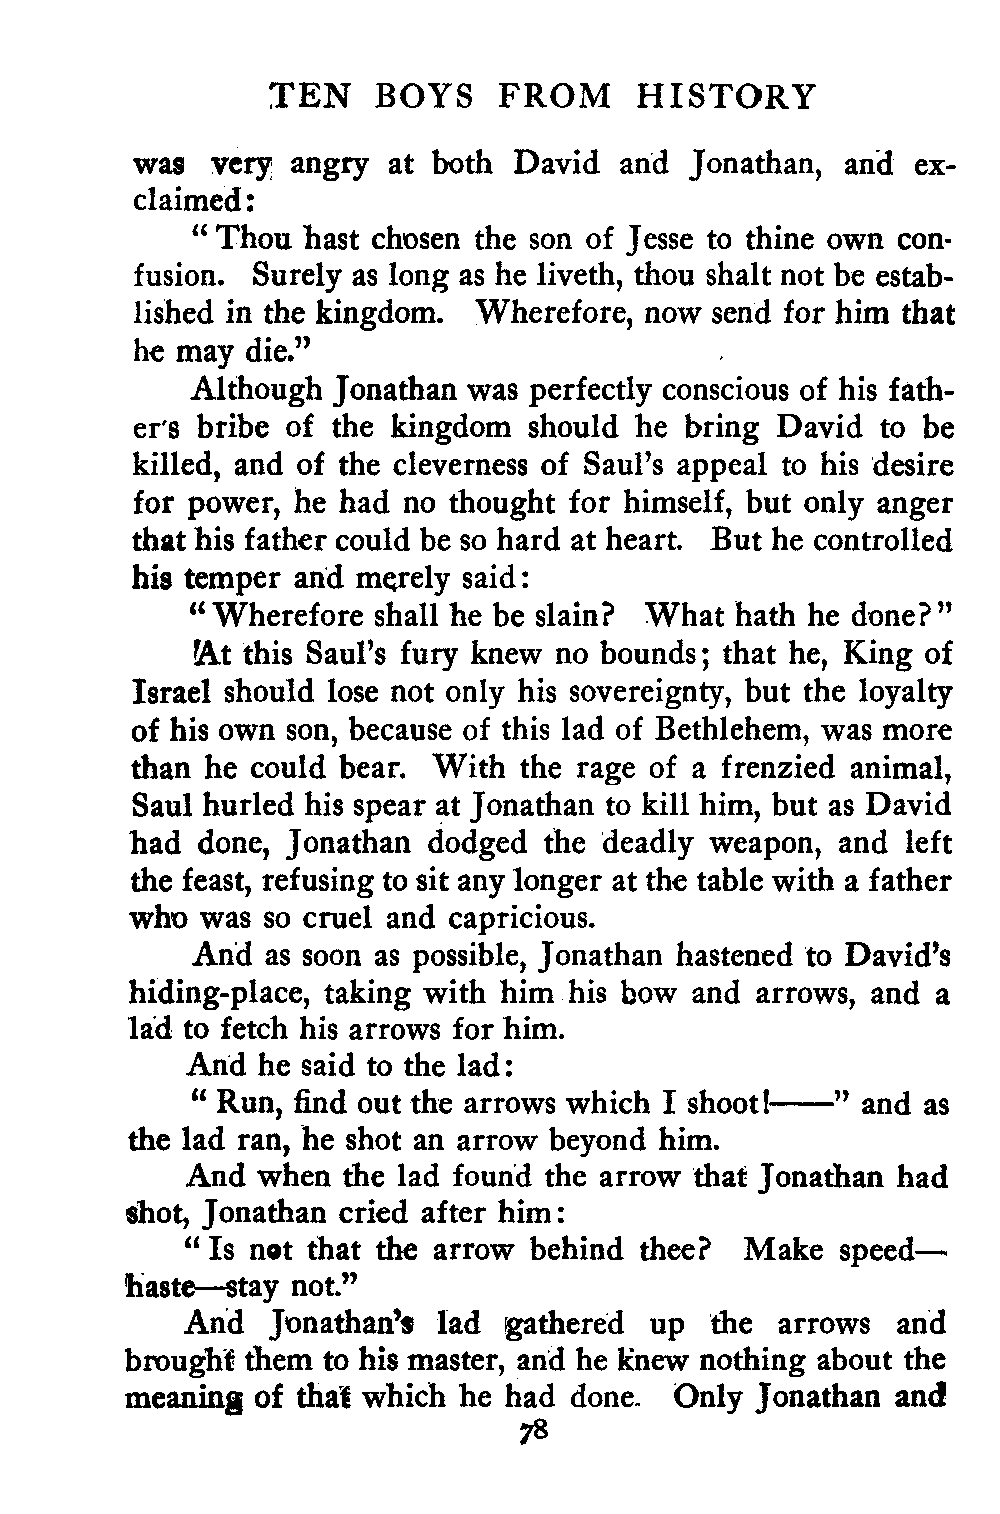 TEN BOYS FROM HISTORY
was very angry at both David and Jonathan, and ex-
claimed:
" Thou hast chosen the son of Jesse to thine own con-
fusion. Surely as long as he liveth, thou shalt not be estab-
lished in the kingdom. Wherefore, now send for him that
he may die."
Although Jonathan was perfectly conscious of his fath-
er's bribe of the kingdom should he bring David to be
killed, and of the cleverness of Saul's appeal to his desire
for power, he had no thought for himself, but only anger
that his father could be so hard at heart. But he controlled
his temper and merely said:
" Wherefore shall he be slain? What hath he done? "
At this Saul's fury knew no bounds; that he, King of
Israel should lose not only his sovereignty, but the loyalty
of his own son, because of this lad of Bethlehem, was more
than he could bear. With the rage of a frenzied animal,
Saul hurled his spear at Jonathan to kill him, but as David
had done, Jonathan dodged the deadly weapon, and left
the feast, refusing to sit any longer at the table with a father
who was so cruel and capricious.
And as soon as possible, Jonathan hastened to David's
hiding-place, taking with him his bow and arrows, and a
lad to fetch his arrows for him.
And he said to the lad:
" Run, find out the arrows which I shoot!——" and as
the lad ran, he shot an arrow beyond him.
And when the lad found the arrow that Jonathan had
shot, Jonathan cried after him:
" Is not that the arrow behind thee? Make speed—
haste—stay not."
And Jonathan's lad gathered up the arrows and
brought them to his master, and he knew nothing about the
meaning of that which he had done. Only Jonathan and
78